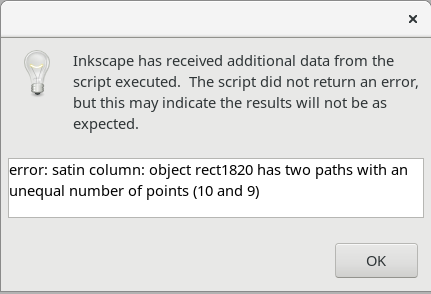 Inkscape has received additional data from the
script executed.  The script did not return an error,
but this may indicate the results will not be as
expected.
error: satin column: object rect1820 has two paths with an
unequal number of points (10 and 9)
OK